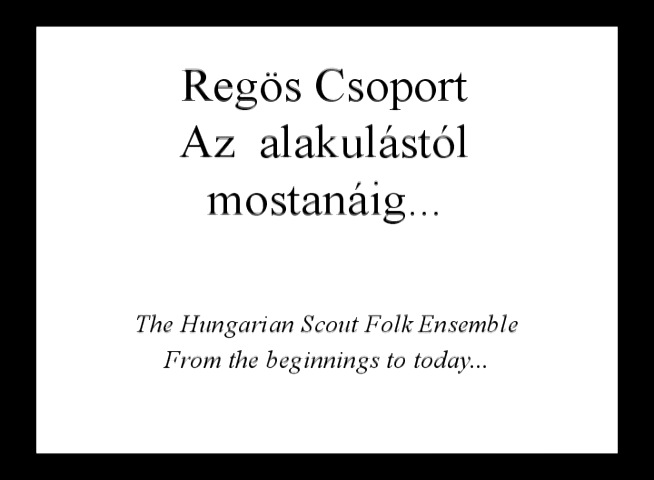 Regös Csoport
Az alakulástól
mostanáig...
The Hungarian Scout Folk Ensemble
From the beginnings to today...